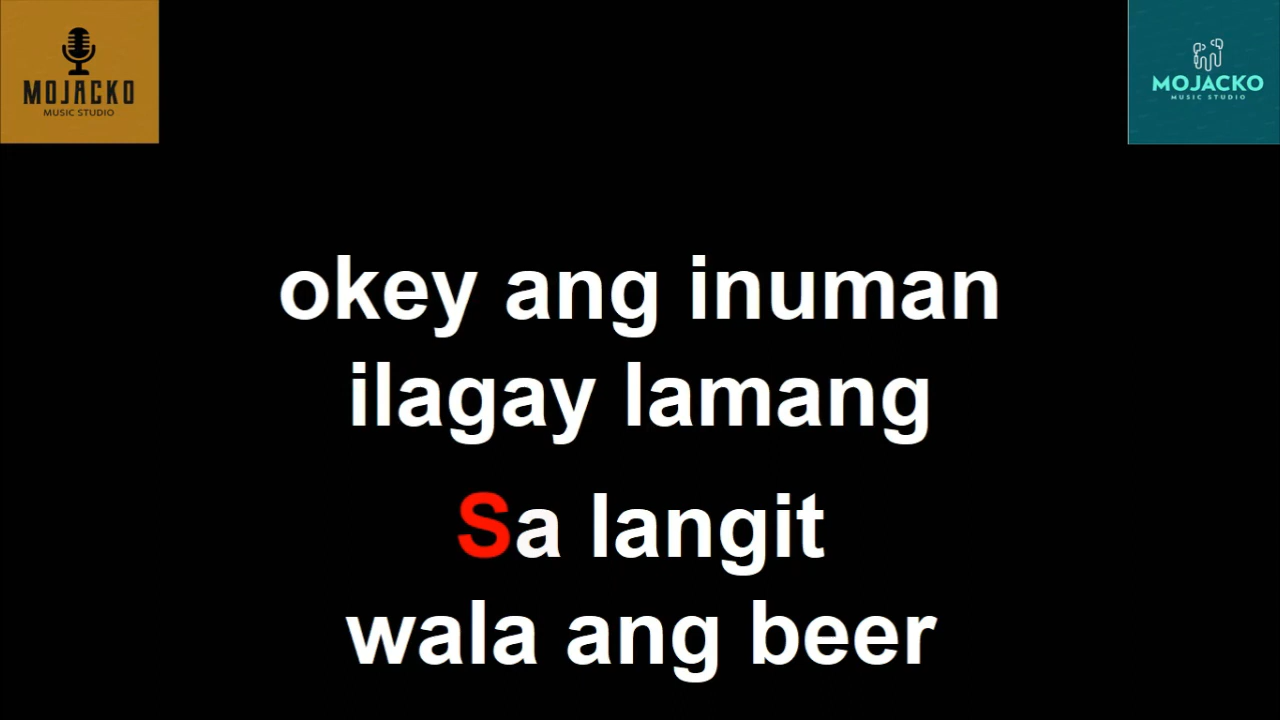 MOJACKO
MUSIC STUDIO
MOJACKO
MUSIC STUDIO
okey ang inuman
ilagay lamang
Sa langit
wala ang beer